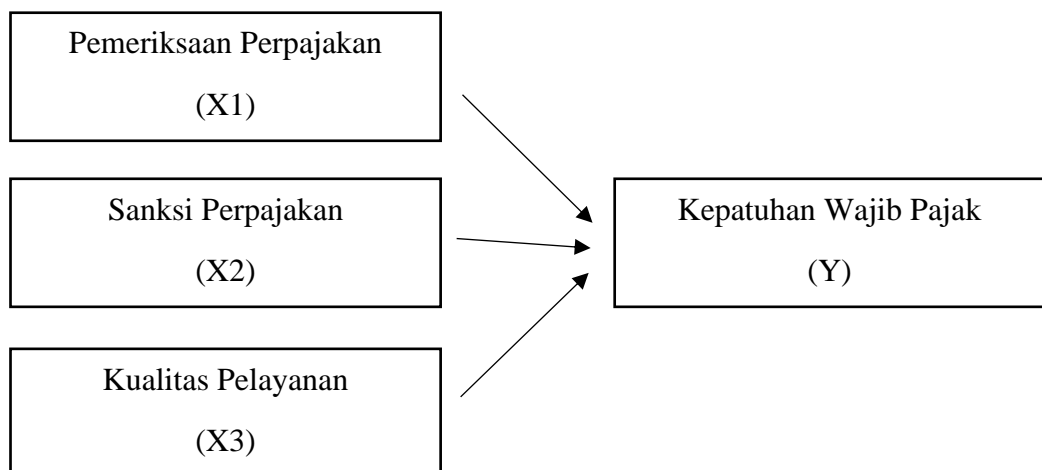 Pemeriksaan Perpajakan
(X1)
Sanksi Perpajakan
(X2)
Kualitas Pelayanan
(X3)
Kepatuhan Wajib Pajak
(Y)